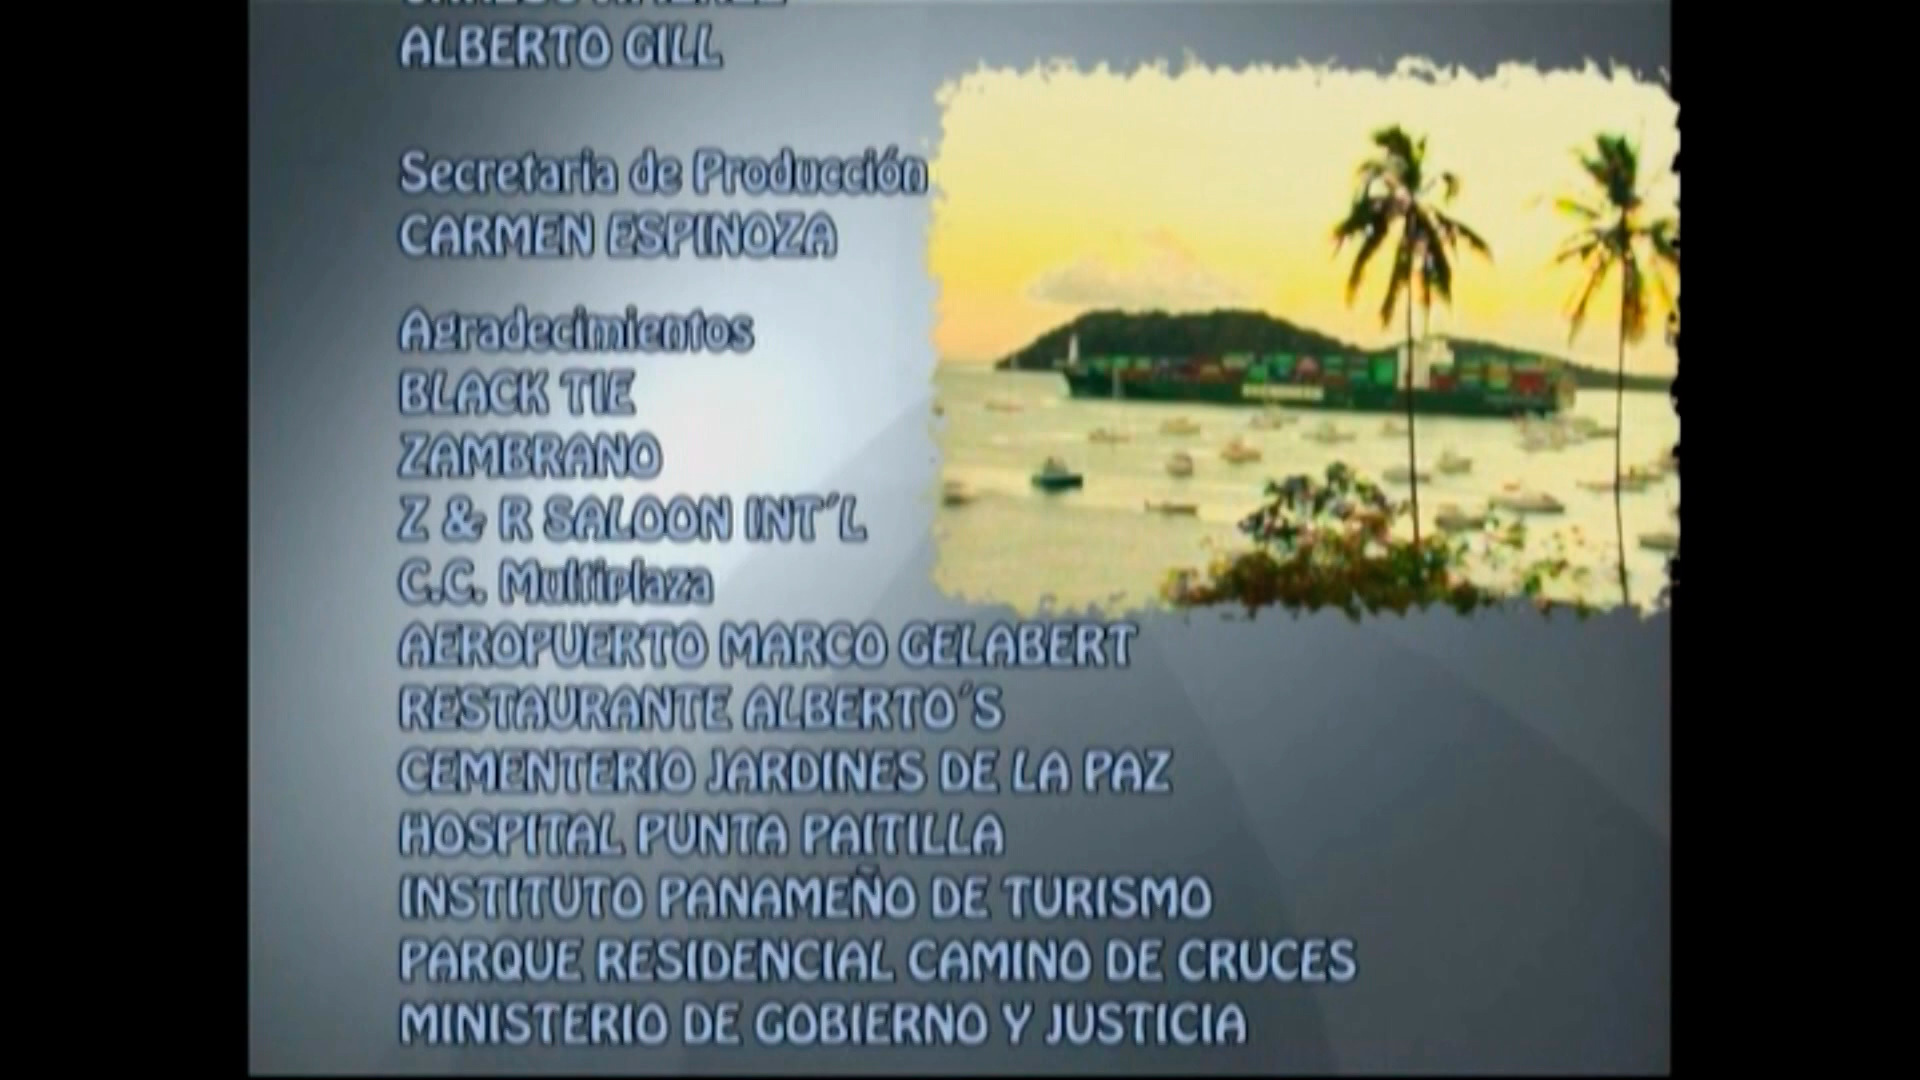 ALBERTO GILL
Secretaria de Producción
CARMEN ESPINOZA
Agradecimientos
BLACK TIE
ZAMBRANO
Z & R SALOON INT´L
C.C. Multiplaza
AEROPUERTO MARCO GELABERT
RESTAURANTE ALBERTO´S
CEMENTERIO JARDINES DE LA PAZ
HOSPITAL PUNTA PAITILLA
INSTITUTO PANAMEÑO DE TURISMO
PARQUE RESIDENCIAL CAMINO DE CRUCES
MINISTERIO DE GOBIERNO Y JUSTICIA